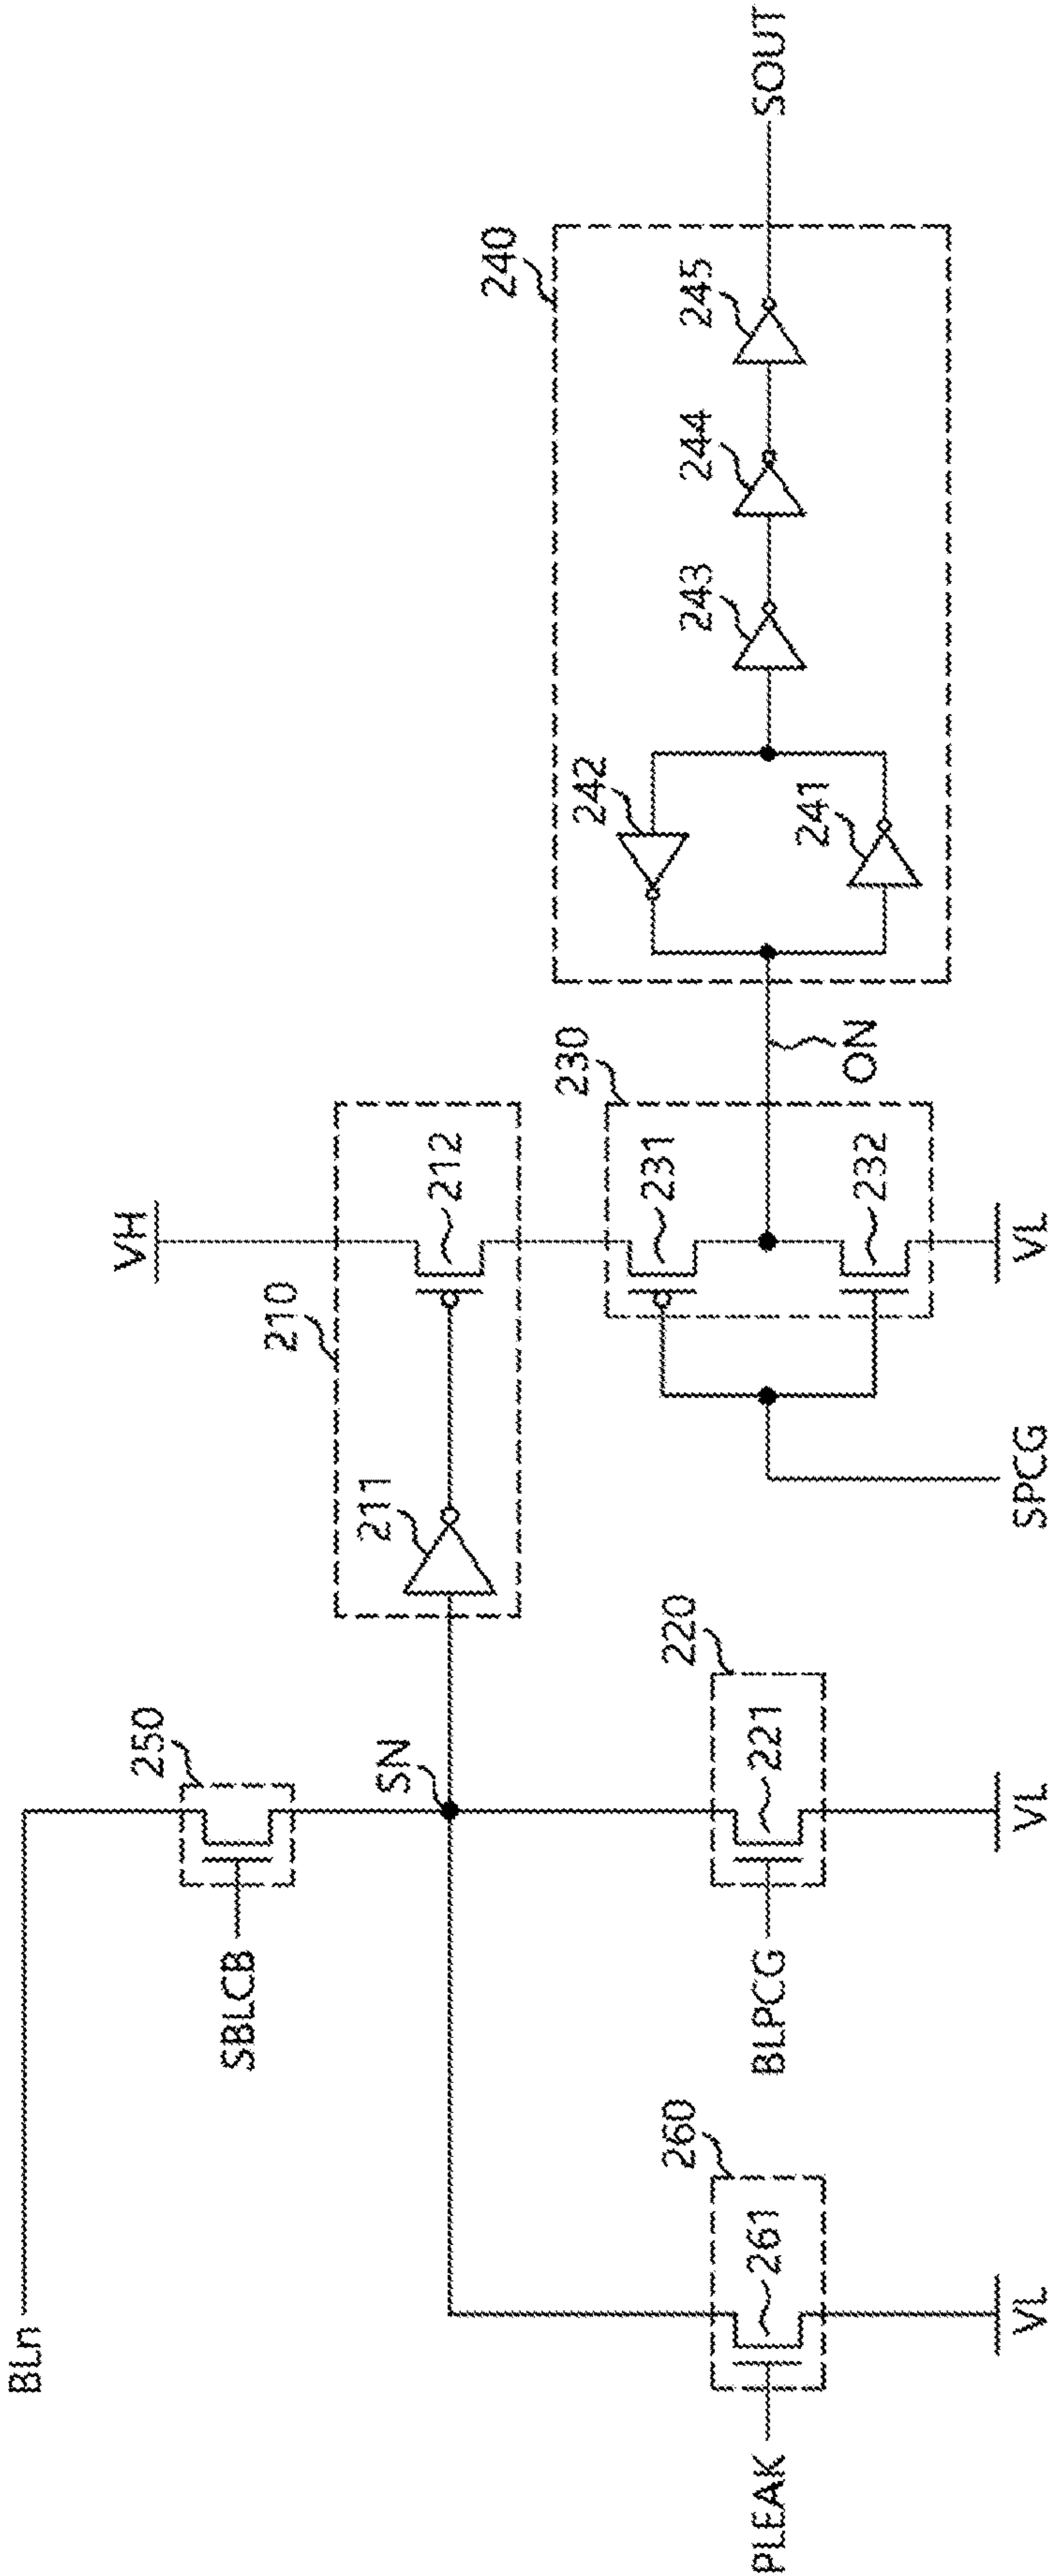 BLn
VH
250
210
SBLCB
SN
211
212
240
260
220
230
242
243
244
245
PLEAK
261
BLPCG
221
231
SOUT
241
232
ON
VL
VL
SPCG
VL